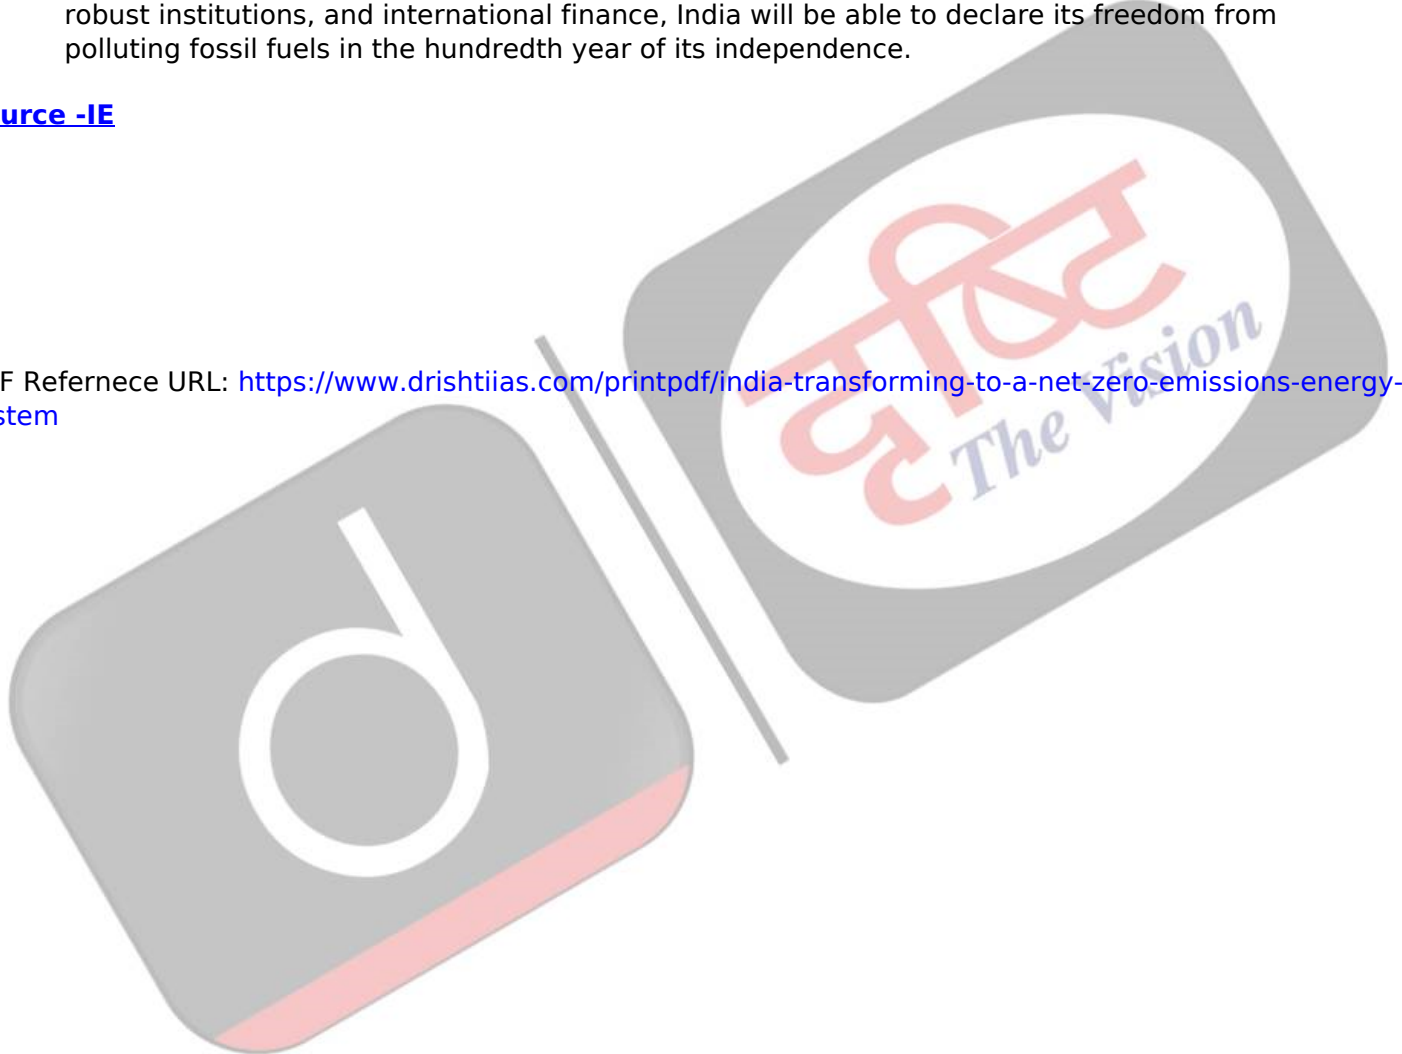 robust institutions, and international finance, India will be able to declare its freedom from
polluting fossil fuels in the hundredth year of its independence.
urce -IE
F Refernece URL: https://www.drishtiias.com/printpdf/india-transforming-to-a-net-zero-emissions-energy-
stem
दृष्टि
The Vision
d